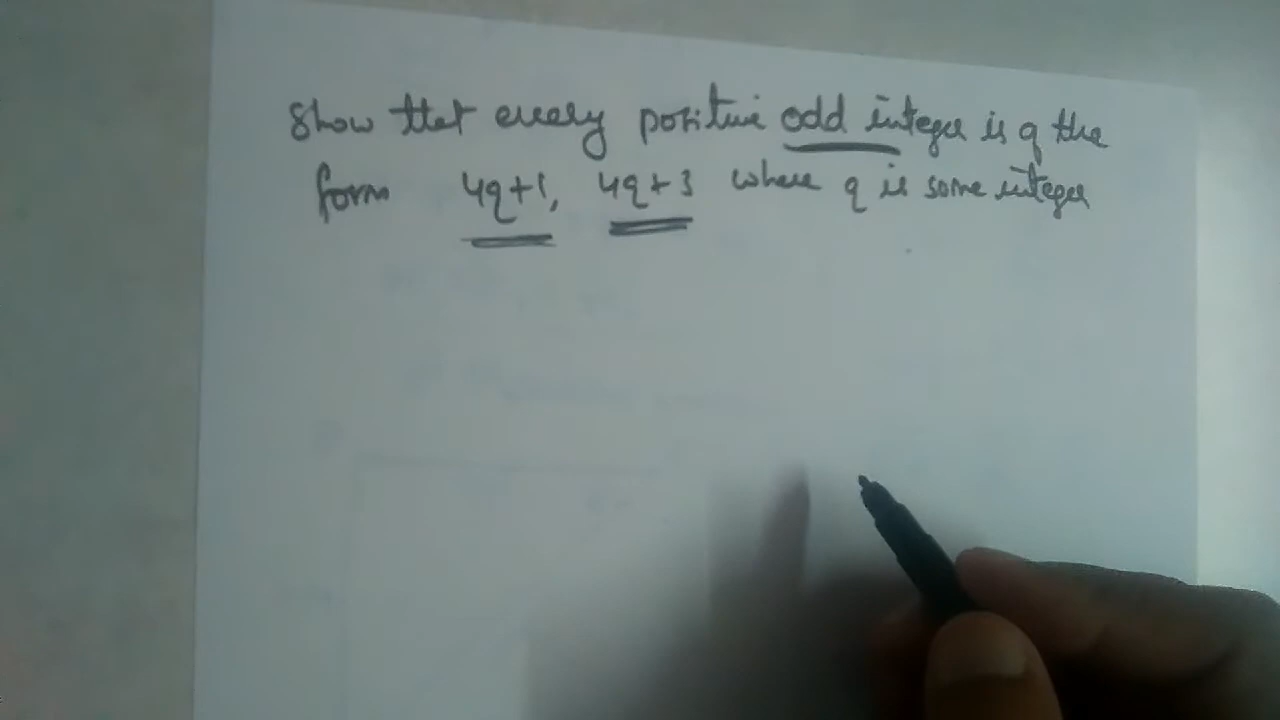 Show that every positive odd integer is of the
form 4q+1, 4q+3 where q is some integer